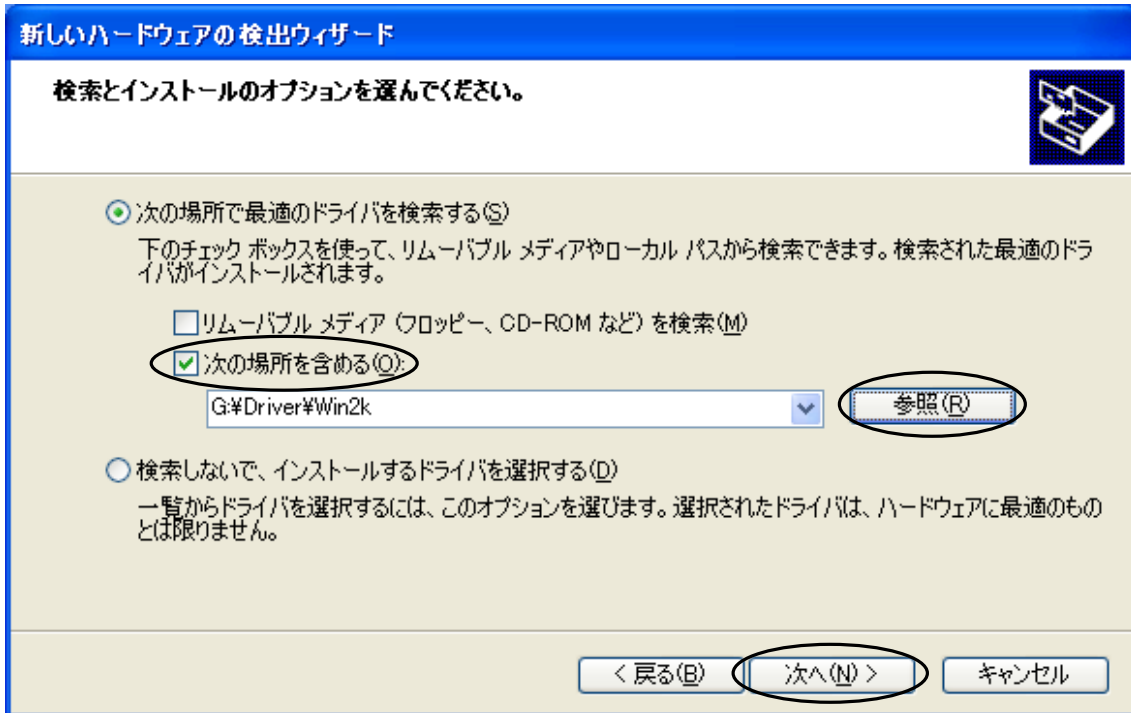 新しいハードウェアの検出ウィザード
検索とインストールのオプションを選んでください。
次の場所で最適のドライバを検索する(S)
下のチェック ボックスを使って、リムーバブル メディアやローカル パスから検索できます。検索された最適のドラ
イバがインストールされます。
リムーバブル メディア (フロッピー、CD-ROM など) を検索(M)
次の場所を含める(O):
G:¥Driver¥Win2k
参照(R)
検索しないで、インストールするドライバを選択する(D)
一覧からドライバを選択するには、このオプションを選びます。選択されたドライバは、ハードウェアに最適のもの
とは限りません。
< 戻る(B) 次へ(N) > キャンセル